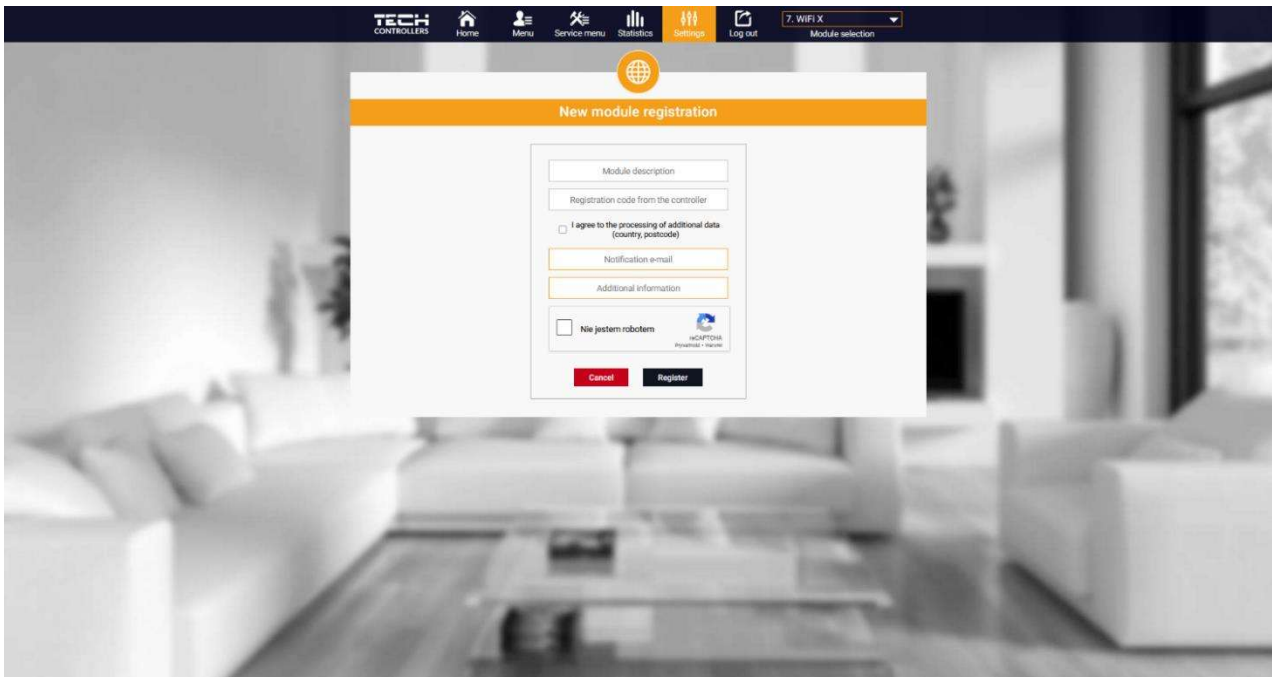 TECH
CONTROLLERS
Home
Menu
Service menu
Statistics
Settings
Log out
7. WiFi X
Module selection
New module registration
Module description
Registration code from the controller
I agree to the processing of additional data
(country, postcode)
Notification e-mail
Additional information
Nie jestem robotem
reCAPTCHA
Prywatność - Warunki
Cancel
Register